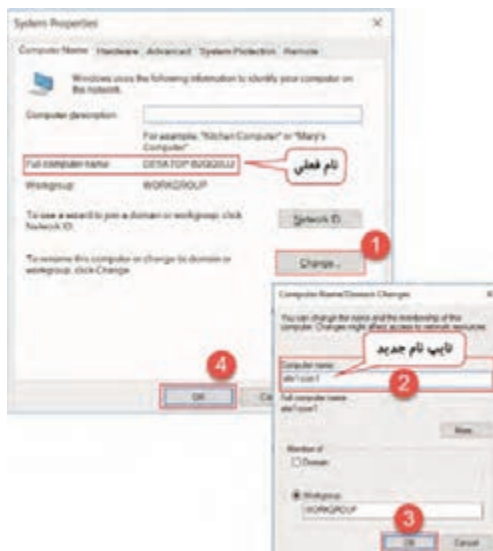 System Properties
Computer Name Hardware Advanced System Protection Remote
Windows uses the following information to identify your computer on
the network.
Computer description:
For example: "Kitchen Computer" or "Mary's
Computer".
Full computer name:
نام فعلی
Workgroup: WORKGROUP
To use a wizard to join a domain or workgroup, click
Network ID.
Network ID...
To rename this computer or change its domain or
workgroup, click Change.
Change...
1
4
OK
Computer Name/Domain Changes
You can change the name and the membership of this
computer. Changes might affect access to network resources.
تایپ نام جدید
Computer name:
2
Full computer name:
More...
Member of
Domain:
Workgroup:
WORKGROUP
3
OK Cancel